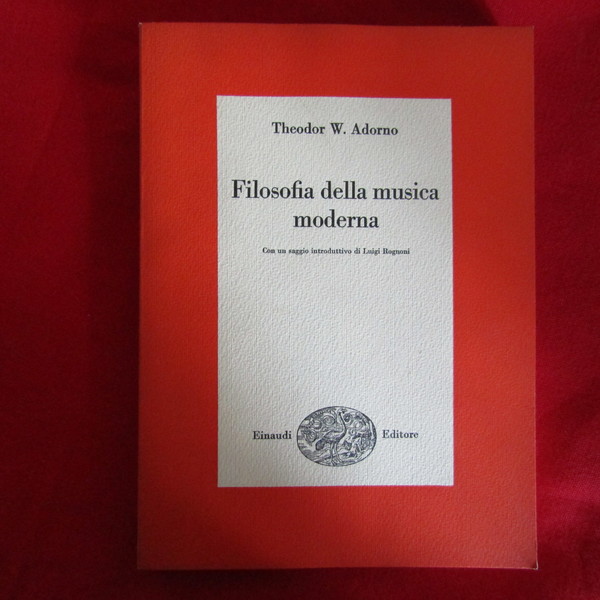 Theodor W. Adorno
Filosofia della musica
moderna
Con un saggio introduttivo di Luigi Rognoni
Einaudi Editore